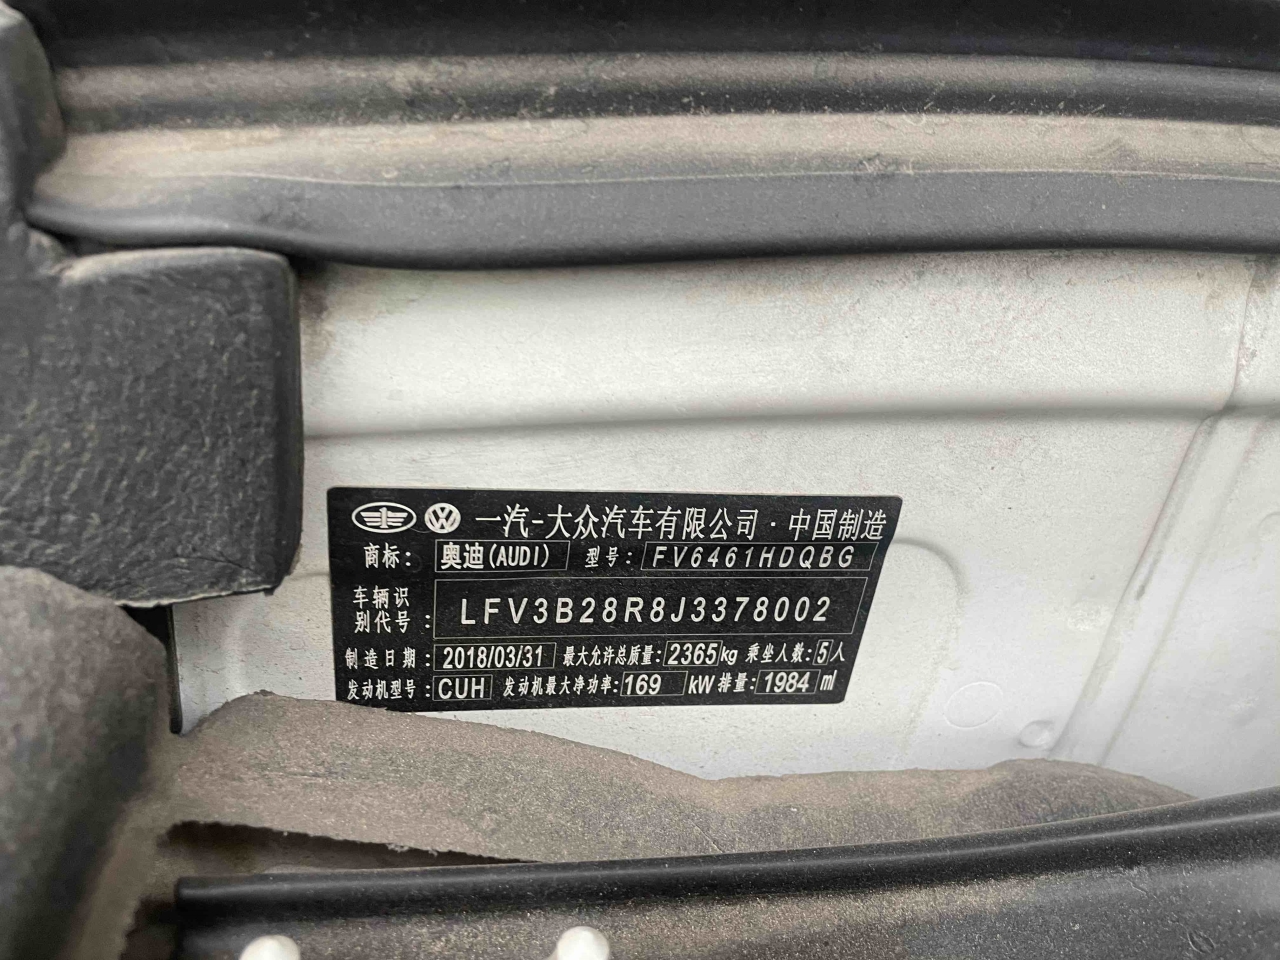 一汽-大众汽车有限公司·中国制造
商标: 奥迪(AUDI) 型号: FV6461HDQBG
车辆识别代号: LFV3B28R8J3378002
制造日期: 2018/03/31 最大允许总质量: 2365kg 乘坐人数: 5人
发动机型号: CUH 发动机最大净功率: 169 kW 排量: 1984 ml